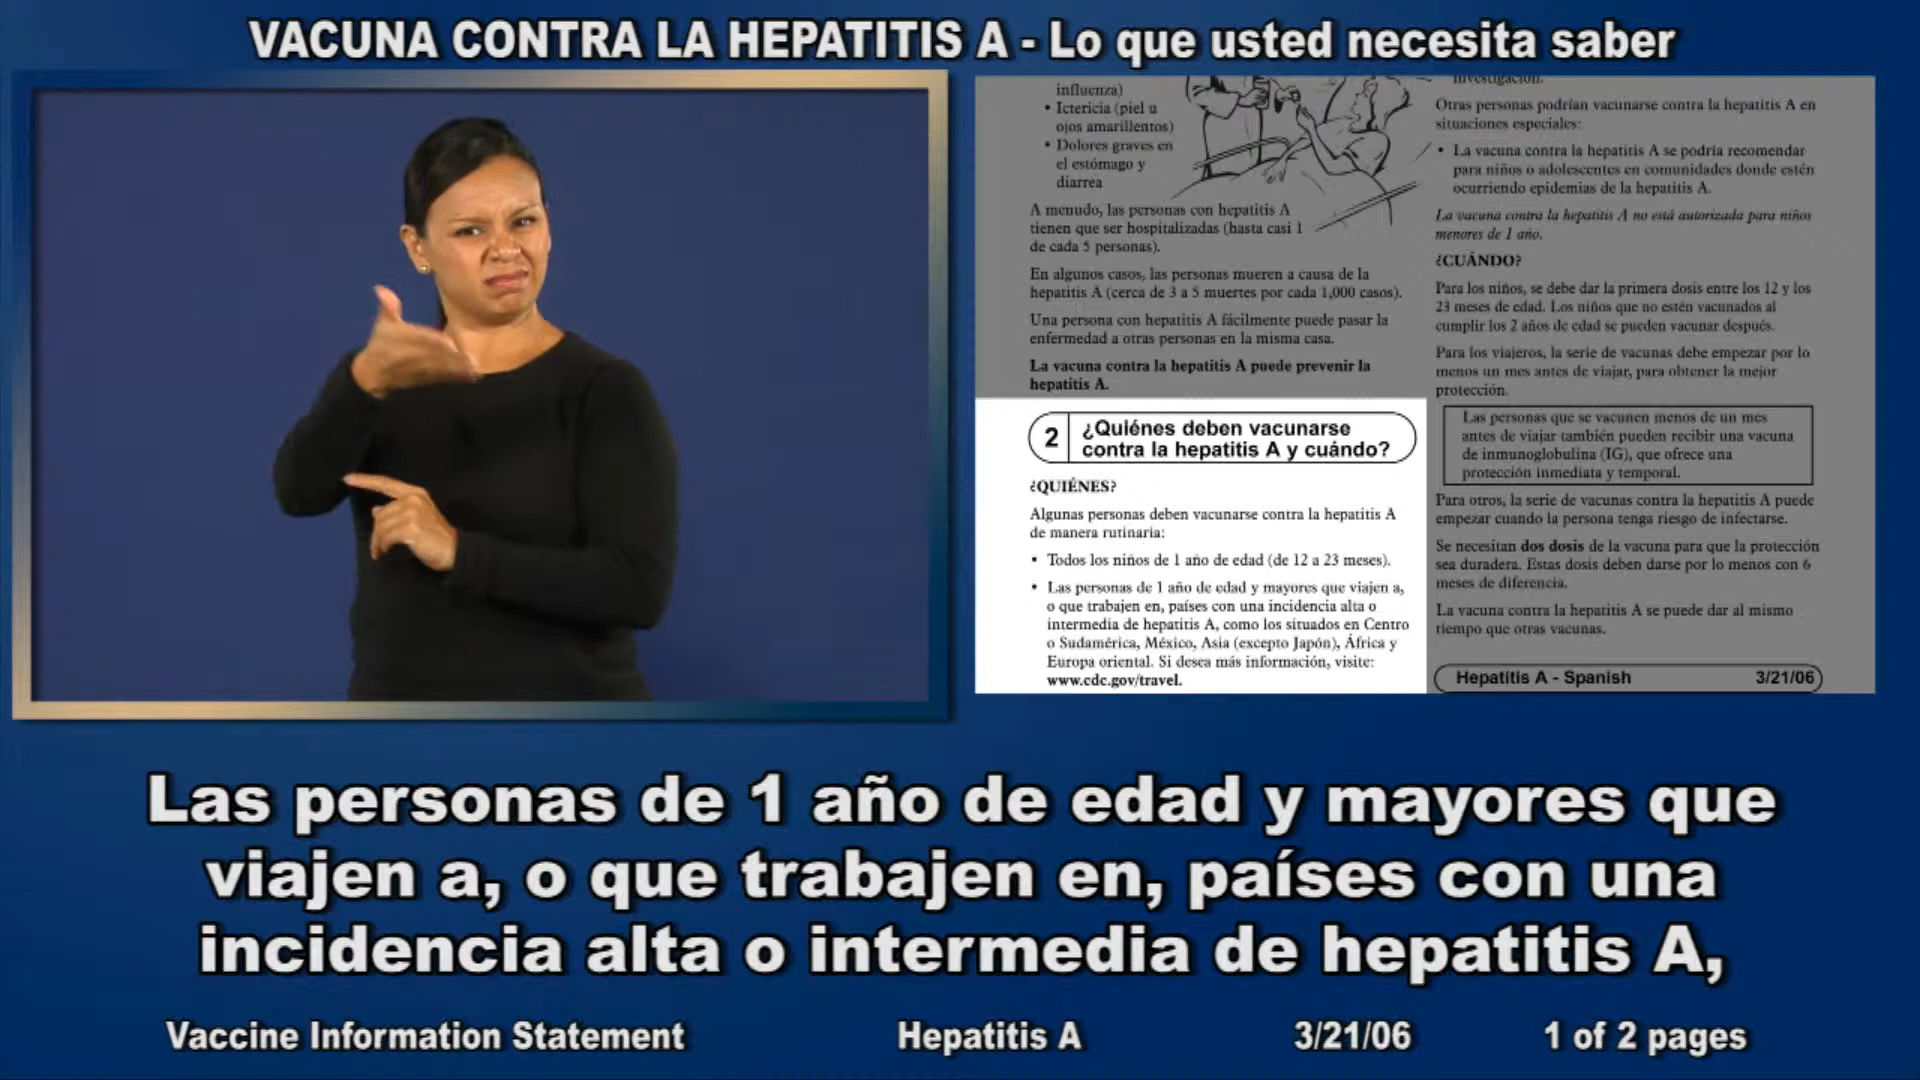 VACUNA CONTRA LA HEPATITIS A - Lo que usted necesita saber
influenza)
• Ictericia (piel u
ojos amarillentos)
• Dolores graves en
el estómago y
diarrea
A menudo, las personas con hepatitis A
tienen que ser hospitalizadas (hasta casi 1
de cada 5 personas).
En algunos casos, las personas mueren a causa de la
hepatitis A (cerca de 3 a 5 muertes por cada 1,000 casos).
Una persona con hepatitis A fácilmente puede pasar la
enfermedad a otras personas en la misma casa.
La vacuna contra la hepatitis A puede prevenir la
hepatitis A.
2 ¿Quiénes deben vacunarse
contra la hepatitis A y cuándo?
¿QUIÉNES?
Algunas personas deben vacunarse contra la hepatitis A
de manera rutinaria:
• Todos los niños de 1 año de edad (de 12 a 23 meses).
• Las personas de 1 año de edad y mayores que viajen a,
o que trabajen en, países con una incidencia alta o
intermedia de hepatitis A, como los situados en Centro
o Sudamérica, México, Asia (excepto Japón), África y
Europa oriental. Si desea más información, visite:
www.cdc.gov/travel.
investigación.
Otras personas podrían vacunarse contra la hepatitis A en
situaciones especiales:
• La vacuna contra la hepatitis A se podría recomendar
para niños o adolescentes en comunidades donde estén
ocurriendo epidemias de la hepatitis A.
La vacuna contra la hepatitis A no está autorizada para niños
menores de 1 año.
¿CUÁNDO?
Para los niños, se debe dar la primera dosis entre los 12 y los
23 meses de edad. Los niños que no estén vacunados al
cumplir los 2 años de edad se pueden vacunar después.
Para los viajeros, la serie de vacunas debe empezar por lo
menos un mes antes de viajar, para obtener la mejor
protección.
Las personas que se vacunen menos de un mes
antes de viajar también pueden recibir una vacuna
de inmunoglobulina (IG), que ofrece una
protección inmediata y temporal.
Para otros, la serie de vacunas contra la hepatitis A puede
empezar cuando la persona tenga riesgo de infectarse.
Se necesitan dos dosis de la vacuna para que la protección
sea duradera. Estas dosis deben darse por lo menos con 6
meses de diferencia.
La vacuna contra la hepatitis A se puede dar al mismo
tiempo que otras vacunas.
Hepatitis A - Spanish 3/21/06
Las personas de 1 año de edad y mayores que
viajen a, o que trabajen en, países con una
incidencia alta o intermedia de hepatitis A,
Vaccine Information Statement Hepatitis A 3/21/06 1 of 2 pages